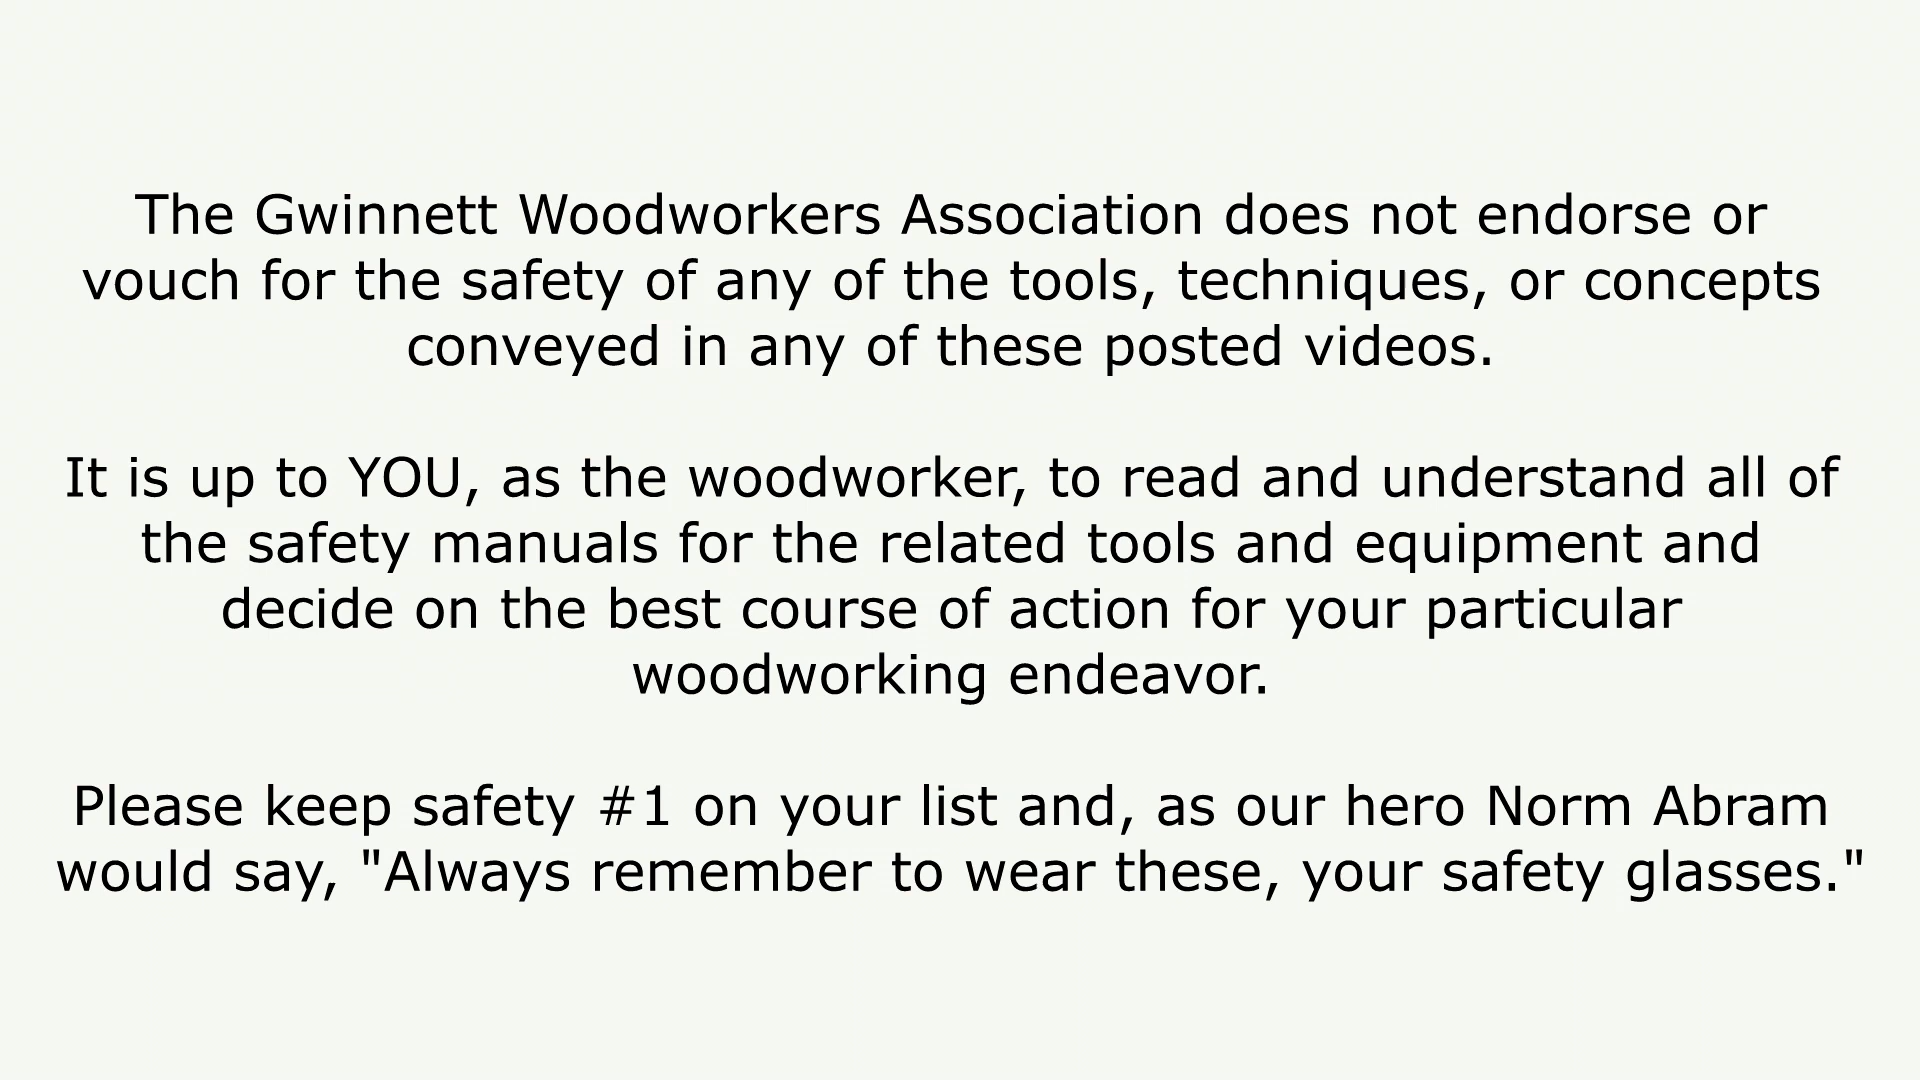 The Gwinnett Woodworkers Association does not endorse or
vouch for the safety of any of the tools, techniques, or concepts
conveyed in any of these posted videos.
It is up to YOU, as the woodworker, to read and understand all of
the safety manuals for the related tools and equipment and
decide on the best course of action for your particular
woodworking endeavor.
Please keep safety #1 on your list and, as our hero Norm Abram
would say, "Always remember to wear these, your safety glasses."